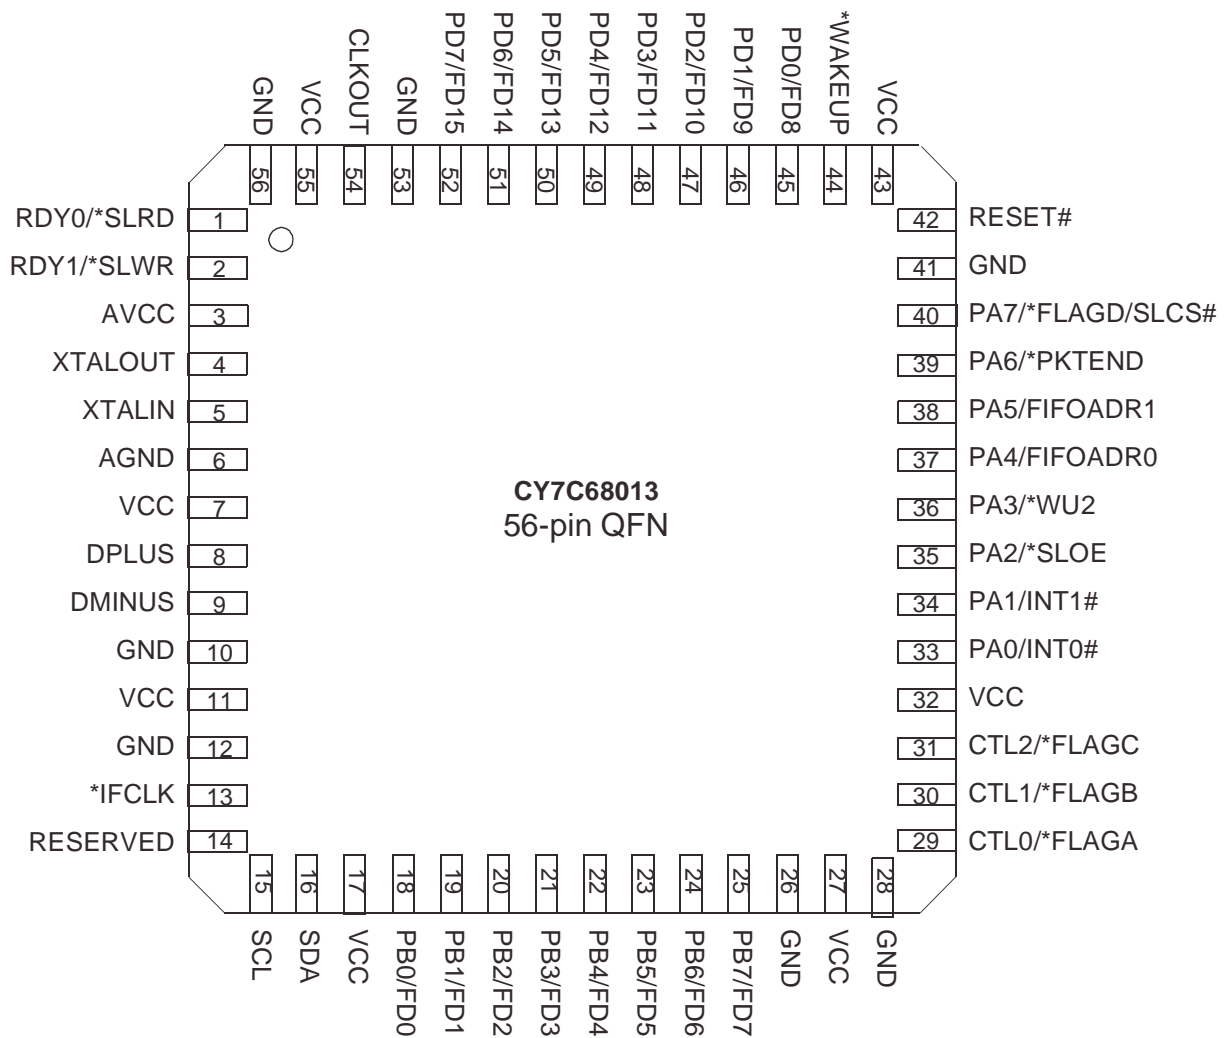 GND
VCC
CLKOUT
GND
PD7/FD15
PD6/FD14
PD5/FD13
PD4/FD12
PD3/FD11
PD2/FD10
PD1/FD9
PD0/FD8
*WAKEUP
VCC
56
55
54
53
52
51
50
49
48
47
46
45
44
43
RDY0/*SLRD 1
RDY1/*SLWR 2
AVCC 3
XTALOUT 4
XTALIN 5
AGND 6
VCC 7
DPLUS 8
DMINUS 9
GND 10
VCC 11
GND 12
*IFCLK 13
RESERVED 14
CY7C68013
56-pin QFN
42 RESET#
41 GND
40 PA7/*FLAGD/SLCS#
39 PA6/*PKTEND
38 PA5/FIFOADR1
37 PA4/FIFOADR0
36 PA3/*WU2
35 PA2/*SLOE
34 PA1/INT1#
33 PA0/INT0#
32 VCC
31 CTL2/*FLAGC
30 CTL1/*FLAGB
29 CTL0/*FLAGA
15
16
17
18
19
20
21
22
23
24
25
26
27
28
SCL
SDA
VCC
PB0/FD0
PB1/FD1
PB2/FD2
PB3/FD3
PB4/FD4
PB5/FD5
PB6/FD6
PB7/FD7
GND
VCC
GND